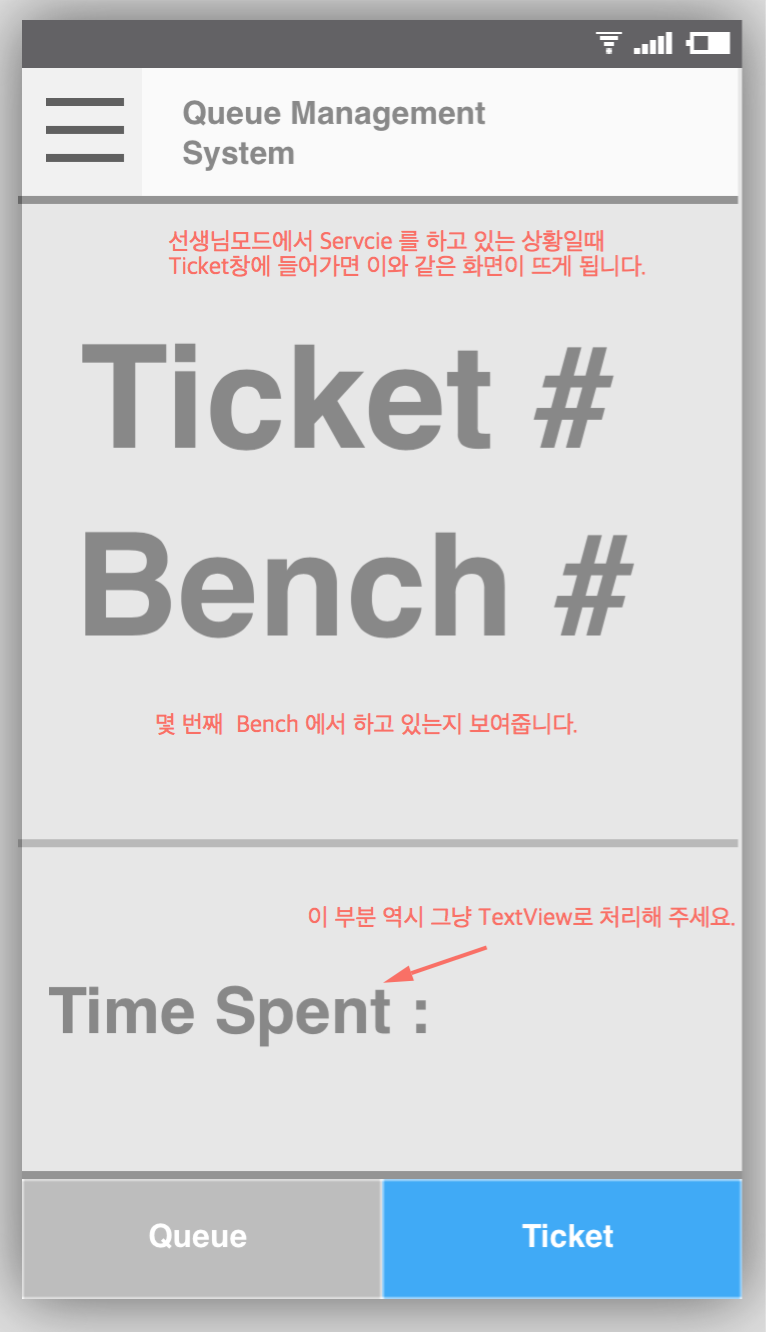 Queue Management
System
선생님모드에서 Servcie 를 하고 있는 상황일때
Ticket창에 들어가면 이와 같은 화면이 뜨게 됩니다.
Ticket #
Bench #
몇 번째 Bench 에서 하고 있는지 보여줍니다.
이 부분 역시 그냥 TextView로 처리해 주세요.
Time Spent :
Queue
Ticket